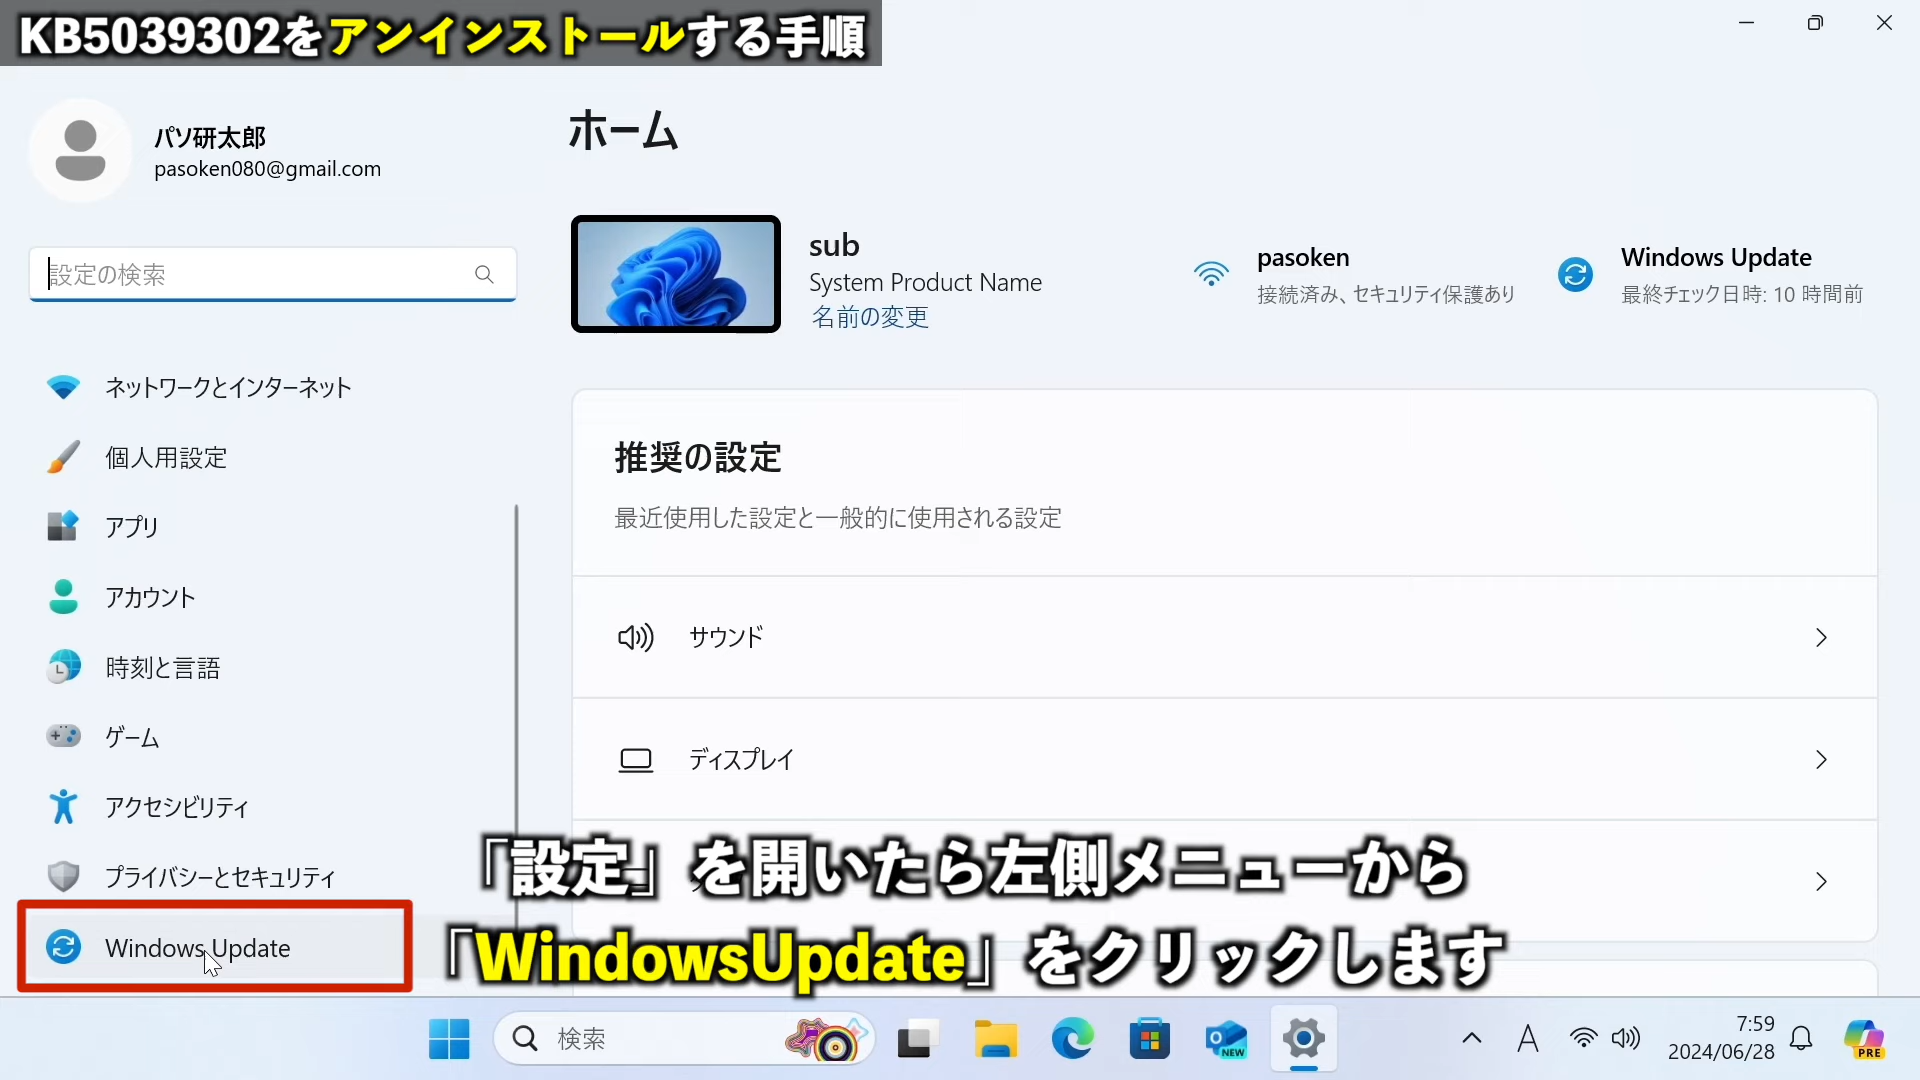 KB5039302をアンインストールする手順
パソ研太郎
pasoken080@gmail.com
設定の検索
ネットワークとインターネット
個人用設定
アプリ
アカウント
時刻と言語
ゲーム
アクセシビリティ
プライバシーとセキュリティ
Windows Update
ホーム
sub
System Product Name
名前の変更
pasoken
接続済み、セキュリティ保護あり
Windows Update
最終チェック日時: 10 時間前
推奨の設定
最近使用した設定と一般的に使用される設定
サウンド
ディスプレイ
「設定」を開いたら左側メニューから
「WindowsUpdate」をクリックします
検索
NEW
A
7:59
2024/06/28
PRE